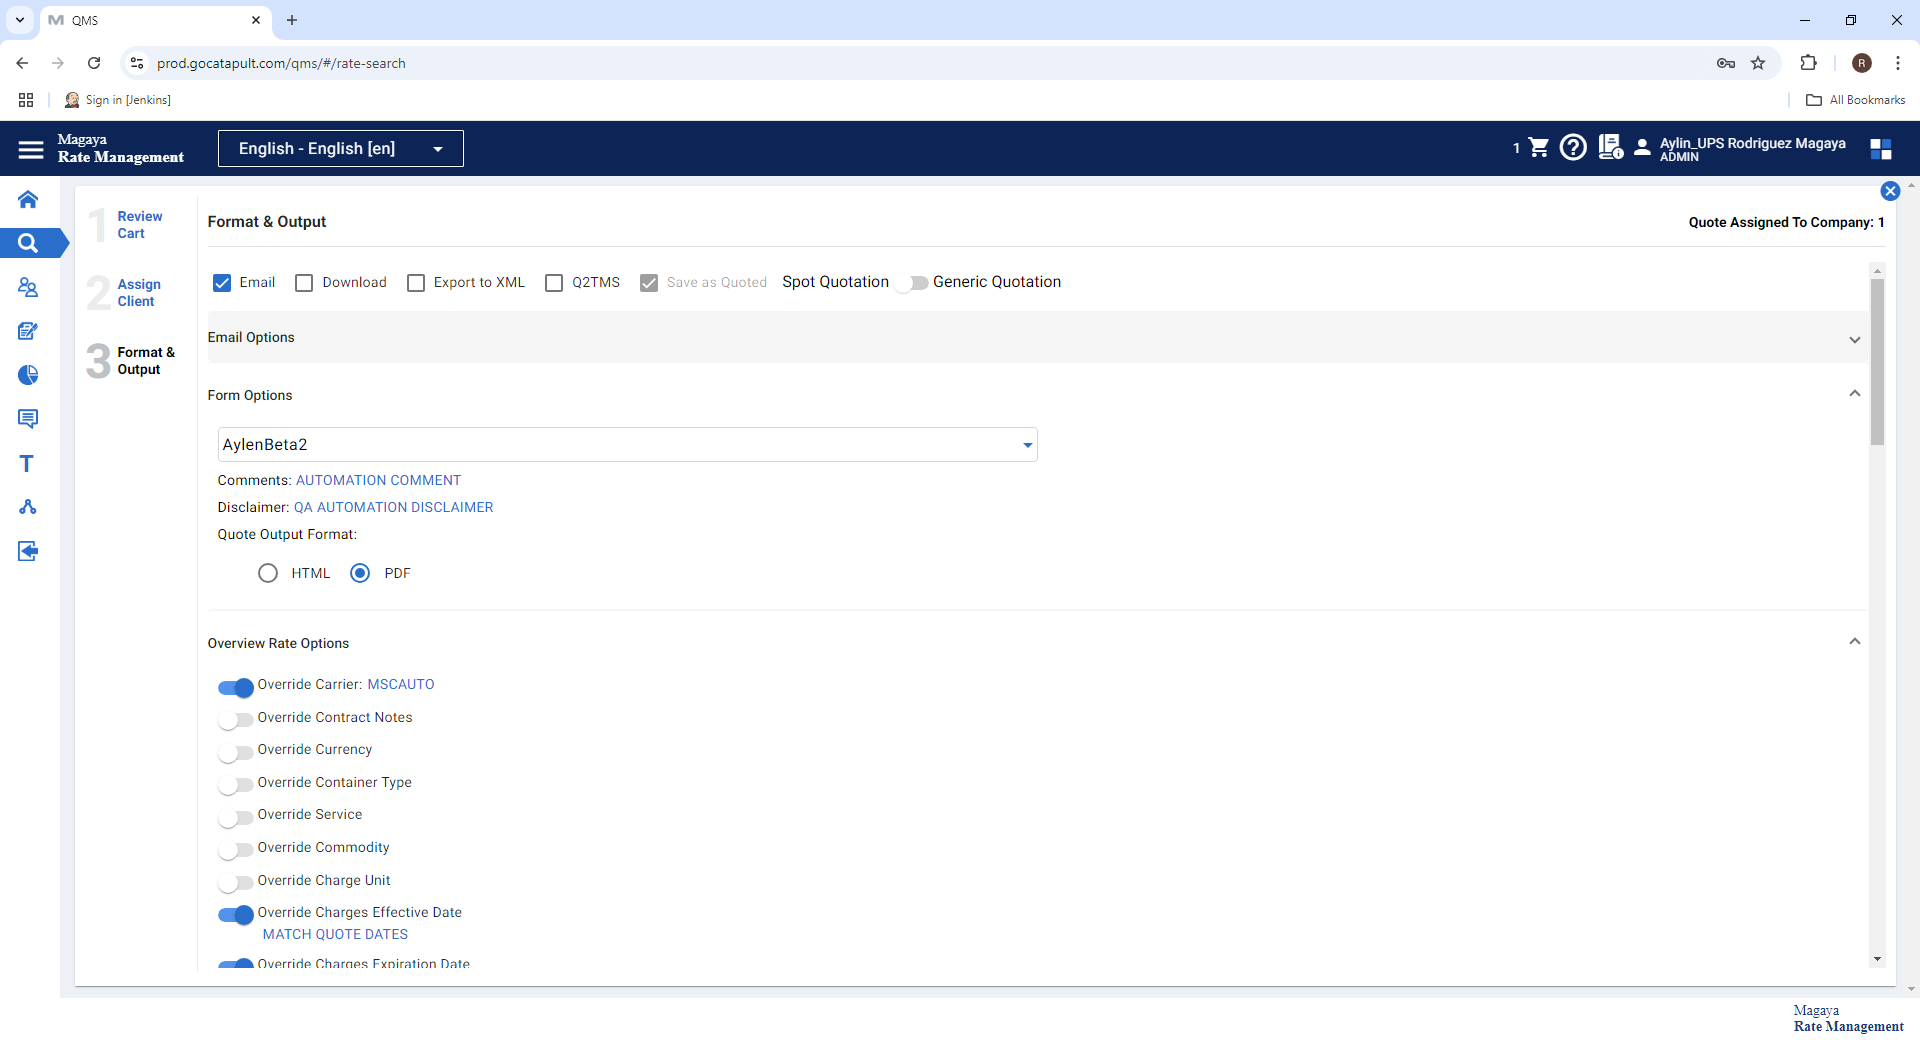 QMS
prod.gocatapult.com/qms/#/rate-search
R
Sign in [Jenkins]
All Bookmarks
Magaya
Rate Management
English - English [en]
1
Aylin_UPS Rodriguez Magaya
ADMIN
1 Review Cart
2 Assign Client
3 Format & Output
Format & Output
Quote Assigned To Company: 1
Email
Download
Export to XML
Q2TMS
Save as Quoted
Spot Quotation
Generic Quotation
Email Options
Form Options
AylenBeta2
Comments: AUTOMATION COMMENT
Disclaimer: QA AUTOMATION DISCLAIMER
Quote Output Format:
HTML
PDF
Overview Rate Options
Override Carrier: MSCAUTO
Override Contract Notes
Override Currency
Override Container Type
Override Service
Override Commodity
Override Charge Unit
Override Charges Effective Date
MATCH QUOTE DATES
Override Charges Expiration Date
Magaya
Rate Management